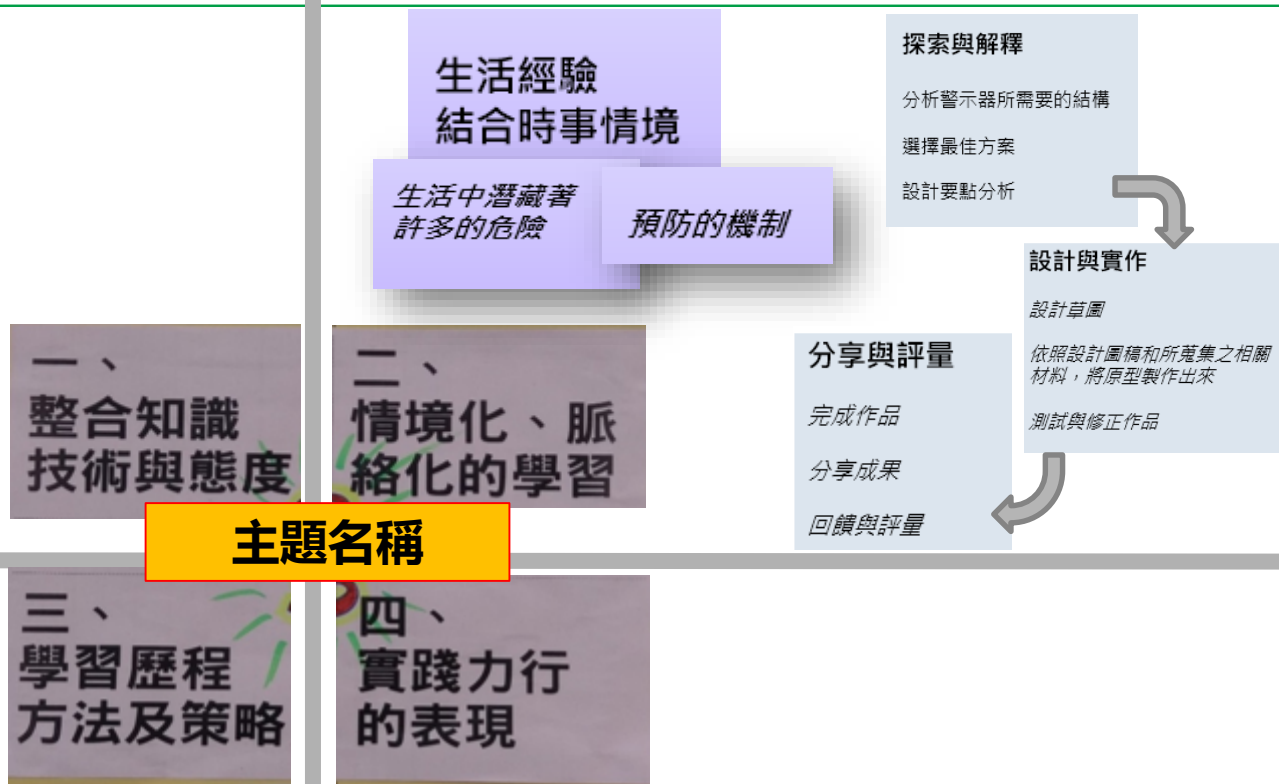 生活經驗
結合時事情境
生活中潛藏著
許多的危險
預防的機制
探索與解釋
分析警示器所需要的結構
選擇最佳方案
設計要點分析
設計與實作
設計草圖
依照設計圖稿和所蒐集之相關
材料，將原型製作出來
測試與修正作品
分享與評量
完成作品
分享成果
回饋與評量
一、
整合知識
技術與態度
二、
情境化、脈
絡化的學習
主題名稱
三、
學習歷程
方法及策略
四、
實踐力行
的表現